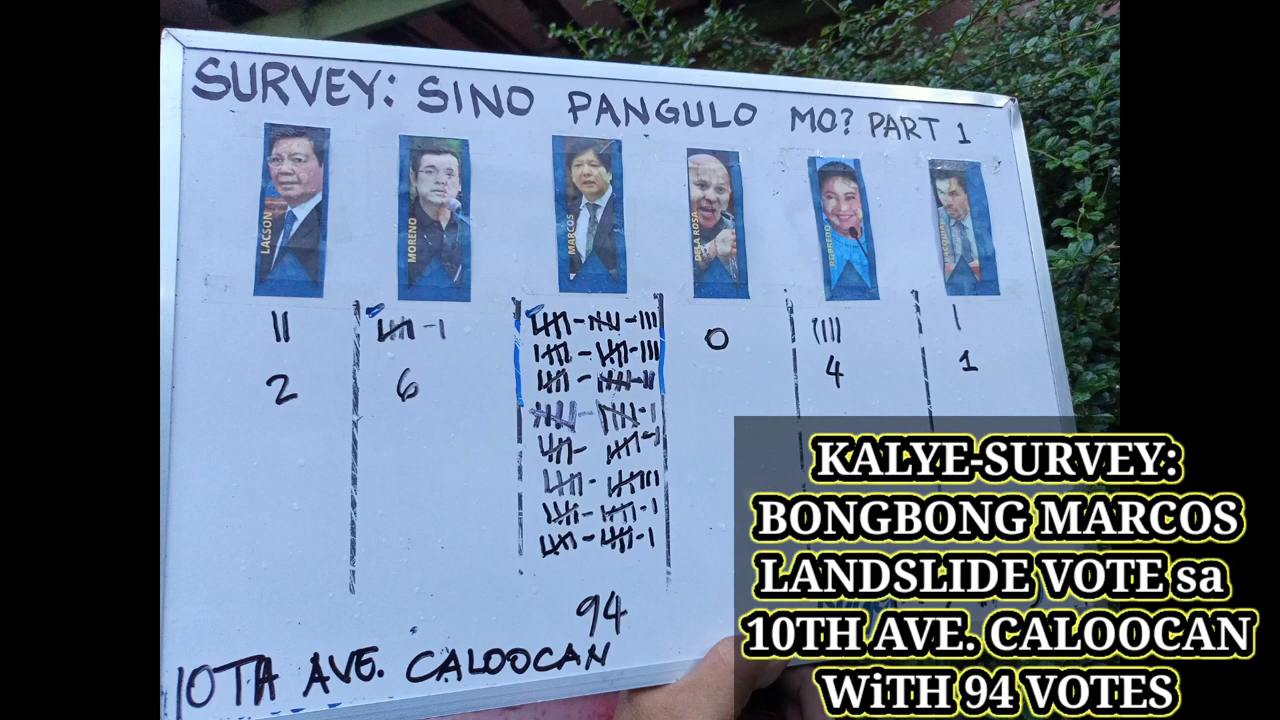 SURVEY: SINO PANGULO MO? PART 1
LACSON
MORENO
MARCOS
DELA ROSA
ROBREDO
2
6
0
4
1
94
10TH AVE. CALOOCAN
KALYE-SURVEY:
BONGBONG MARCOS
LANDSLIDE VOTE sa
10TH AVE. CALOOCAN
WiTH 94 VOTES